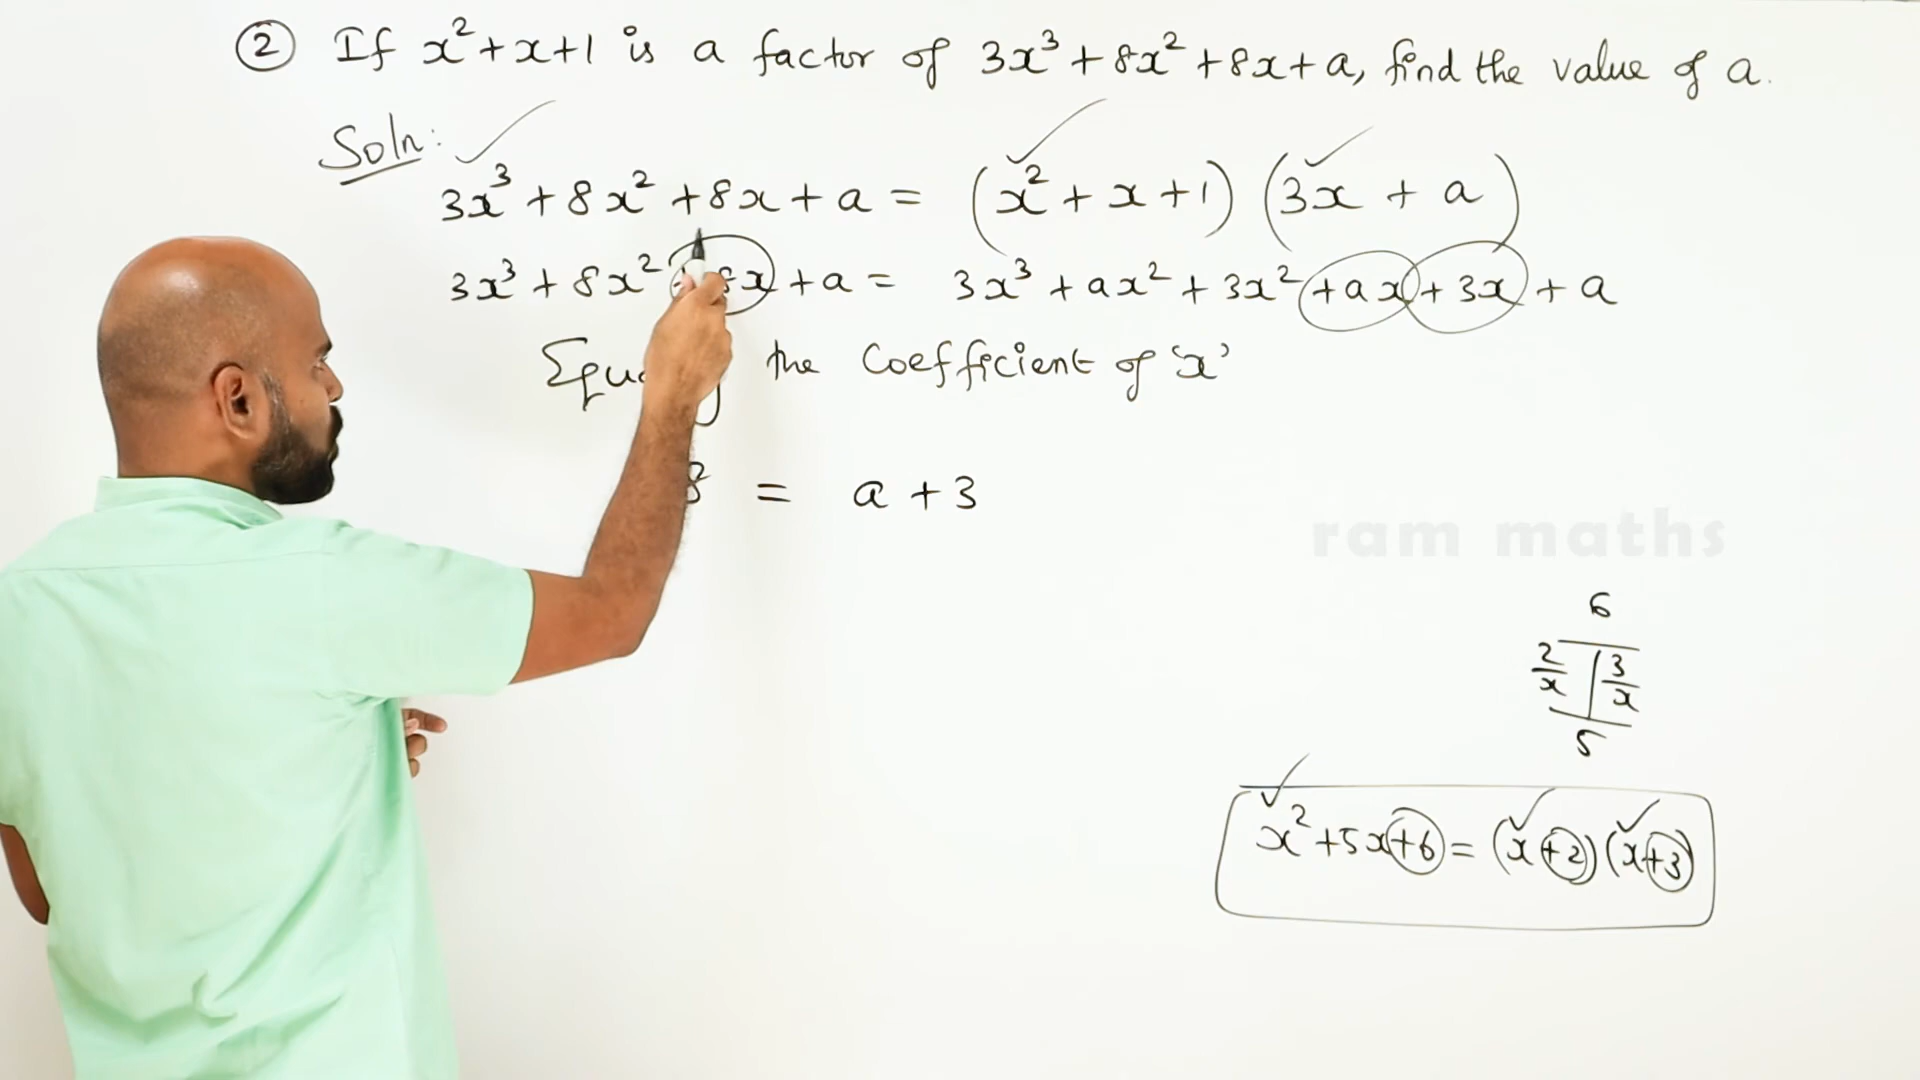 ② If x²+x+1 is a factor of 3x³+8x²+8x+a, find the value of a.
Soln:
3x³+8x²+8x+a = (x²+x+1)(3x+a)
3x³+8x² 8x+a = 3x³+ax²+3x²+ax+3x+a
the coefficient of 'x'
8 = a+3
ram maths
6
2/x | 3/x
5
x²+5x+6=(x+2)(x+3)